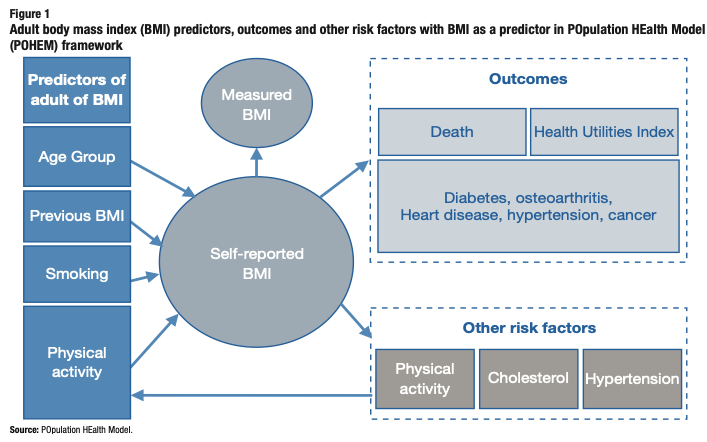 Figure 1
Adult body mass index (BMI) predictors, outcomes and other risk factors with BMI as a predictor in POpulation HEalth Model
(POHEM) framework
Predictors of
adult of BMI
Age Group
Previous BMI
Smoking
Physical
activity
Measured
BMI
Self-reported
BMI
Outcomes
Death
Health Utilities Index
Diabetes, osteoarthritis,
Heart disease, hypertension, cancer
Other risk factors
Physical
activity
Cholesterol
Hypertension
Source: POpulation HEalth Model.